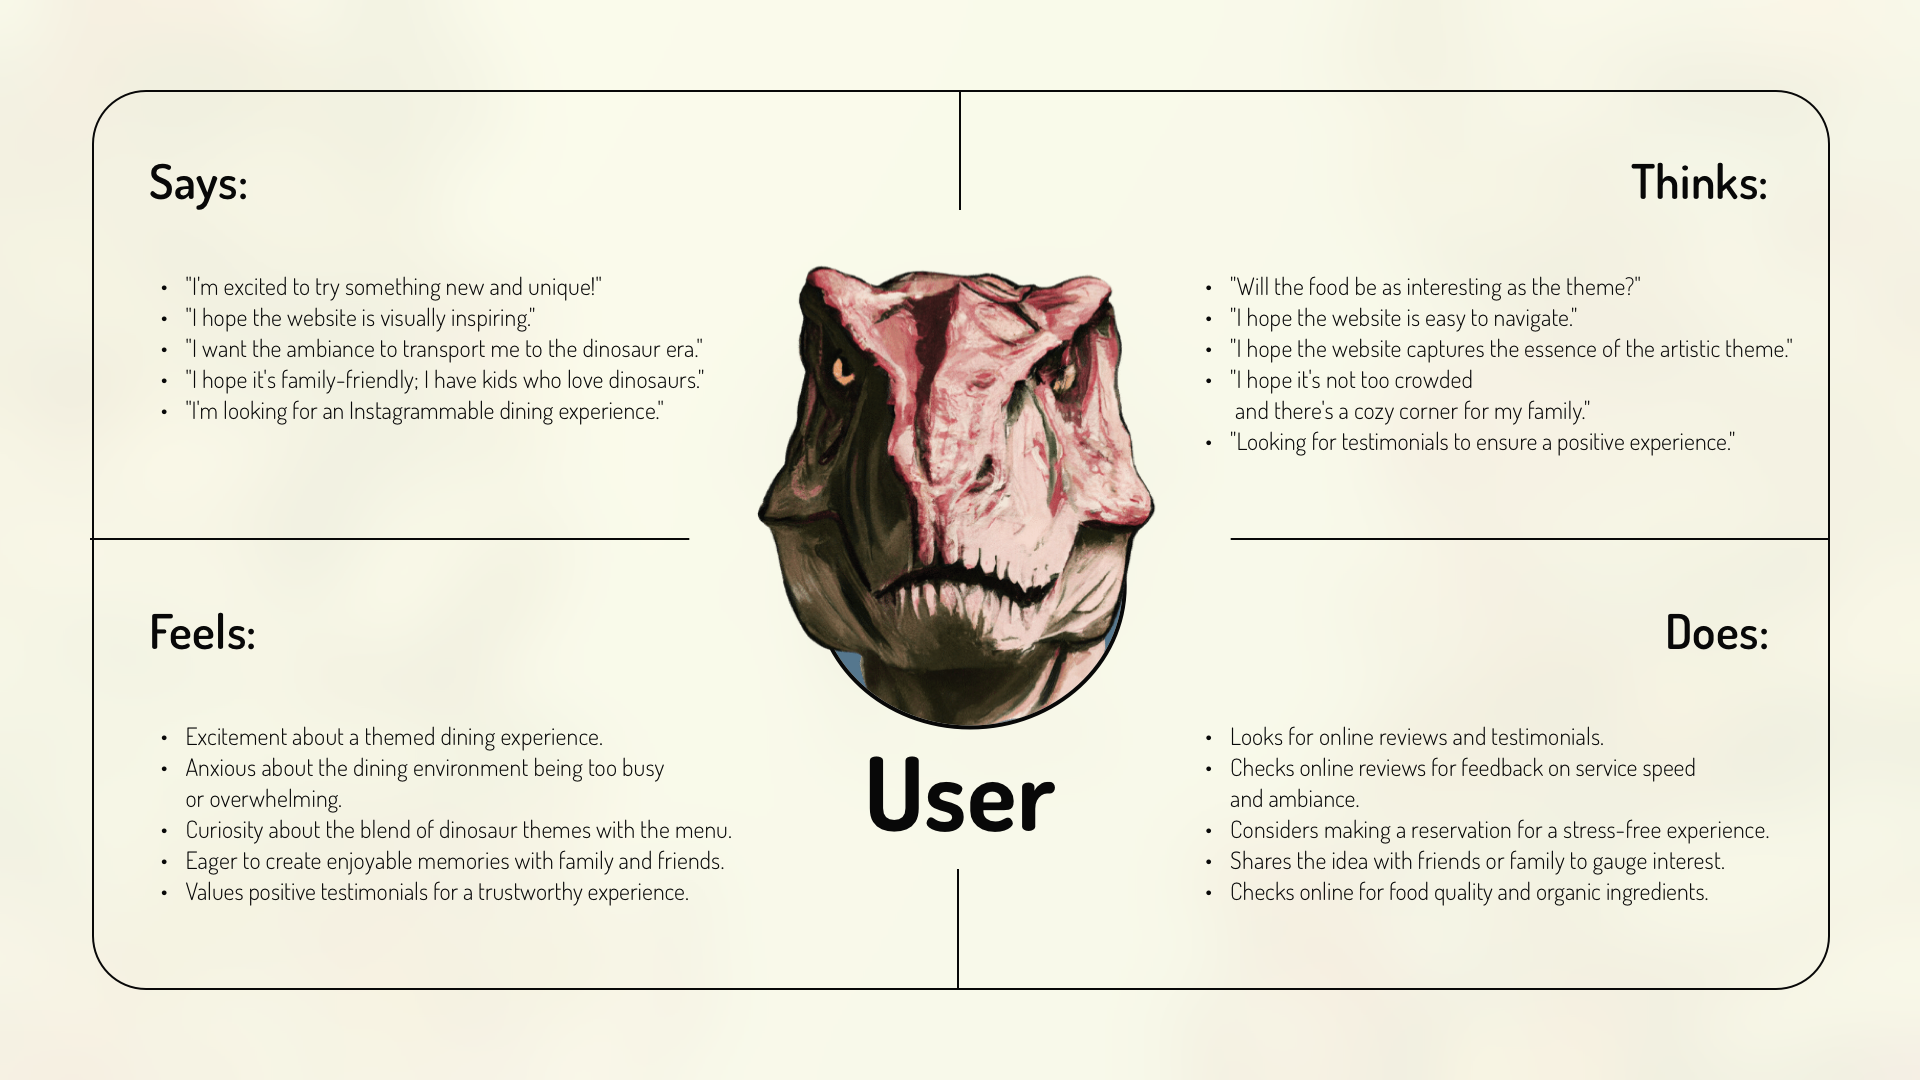 Says:
• "I'm excited to try something new and unique!"
• "I hope the website is visually inspiring."
• "I want the ambiance to transport me to the dinosaur era."
• "I hope it's family-friendly; I have kids who love dinosaurs."
• "I'm looking for an Instagrammable dining experience."
Thinks:
• "Will the food be as interesting as the theme?"
• "I hope the website is easy to navigate."
• "I hope the website captures the essence of the artistic theme."
• "I hope it's not too crowded
and there's a cozy corner for my family."
• "Looking for testimonials to ensure a positive experience."
Feels:
• Excitement about a themed dining experience.
• Anxious about the dining environment being too busy
or overwhelming.
• Curiosity about the blend of dinosaur themes with the menu.
• Eager to create enjoyable memories with family and friends.
• Values positive testimonials for a trustworthy experience.
User
Does:
• Looks for online reviews and testimonials.
• Checks online reviews for feedback on service speed
and ambiance.
• Considers making a reservation for a stress-free experience.
• Shares the idea with friends or family to gauge interest.
• Checks online for food quality and organic ingredients.